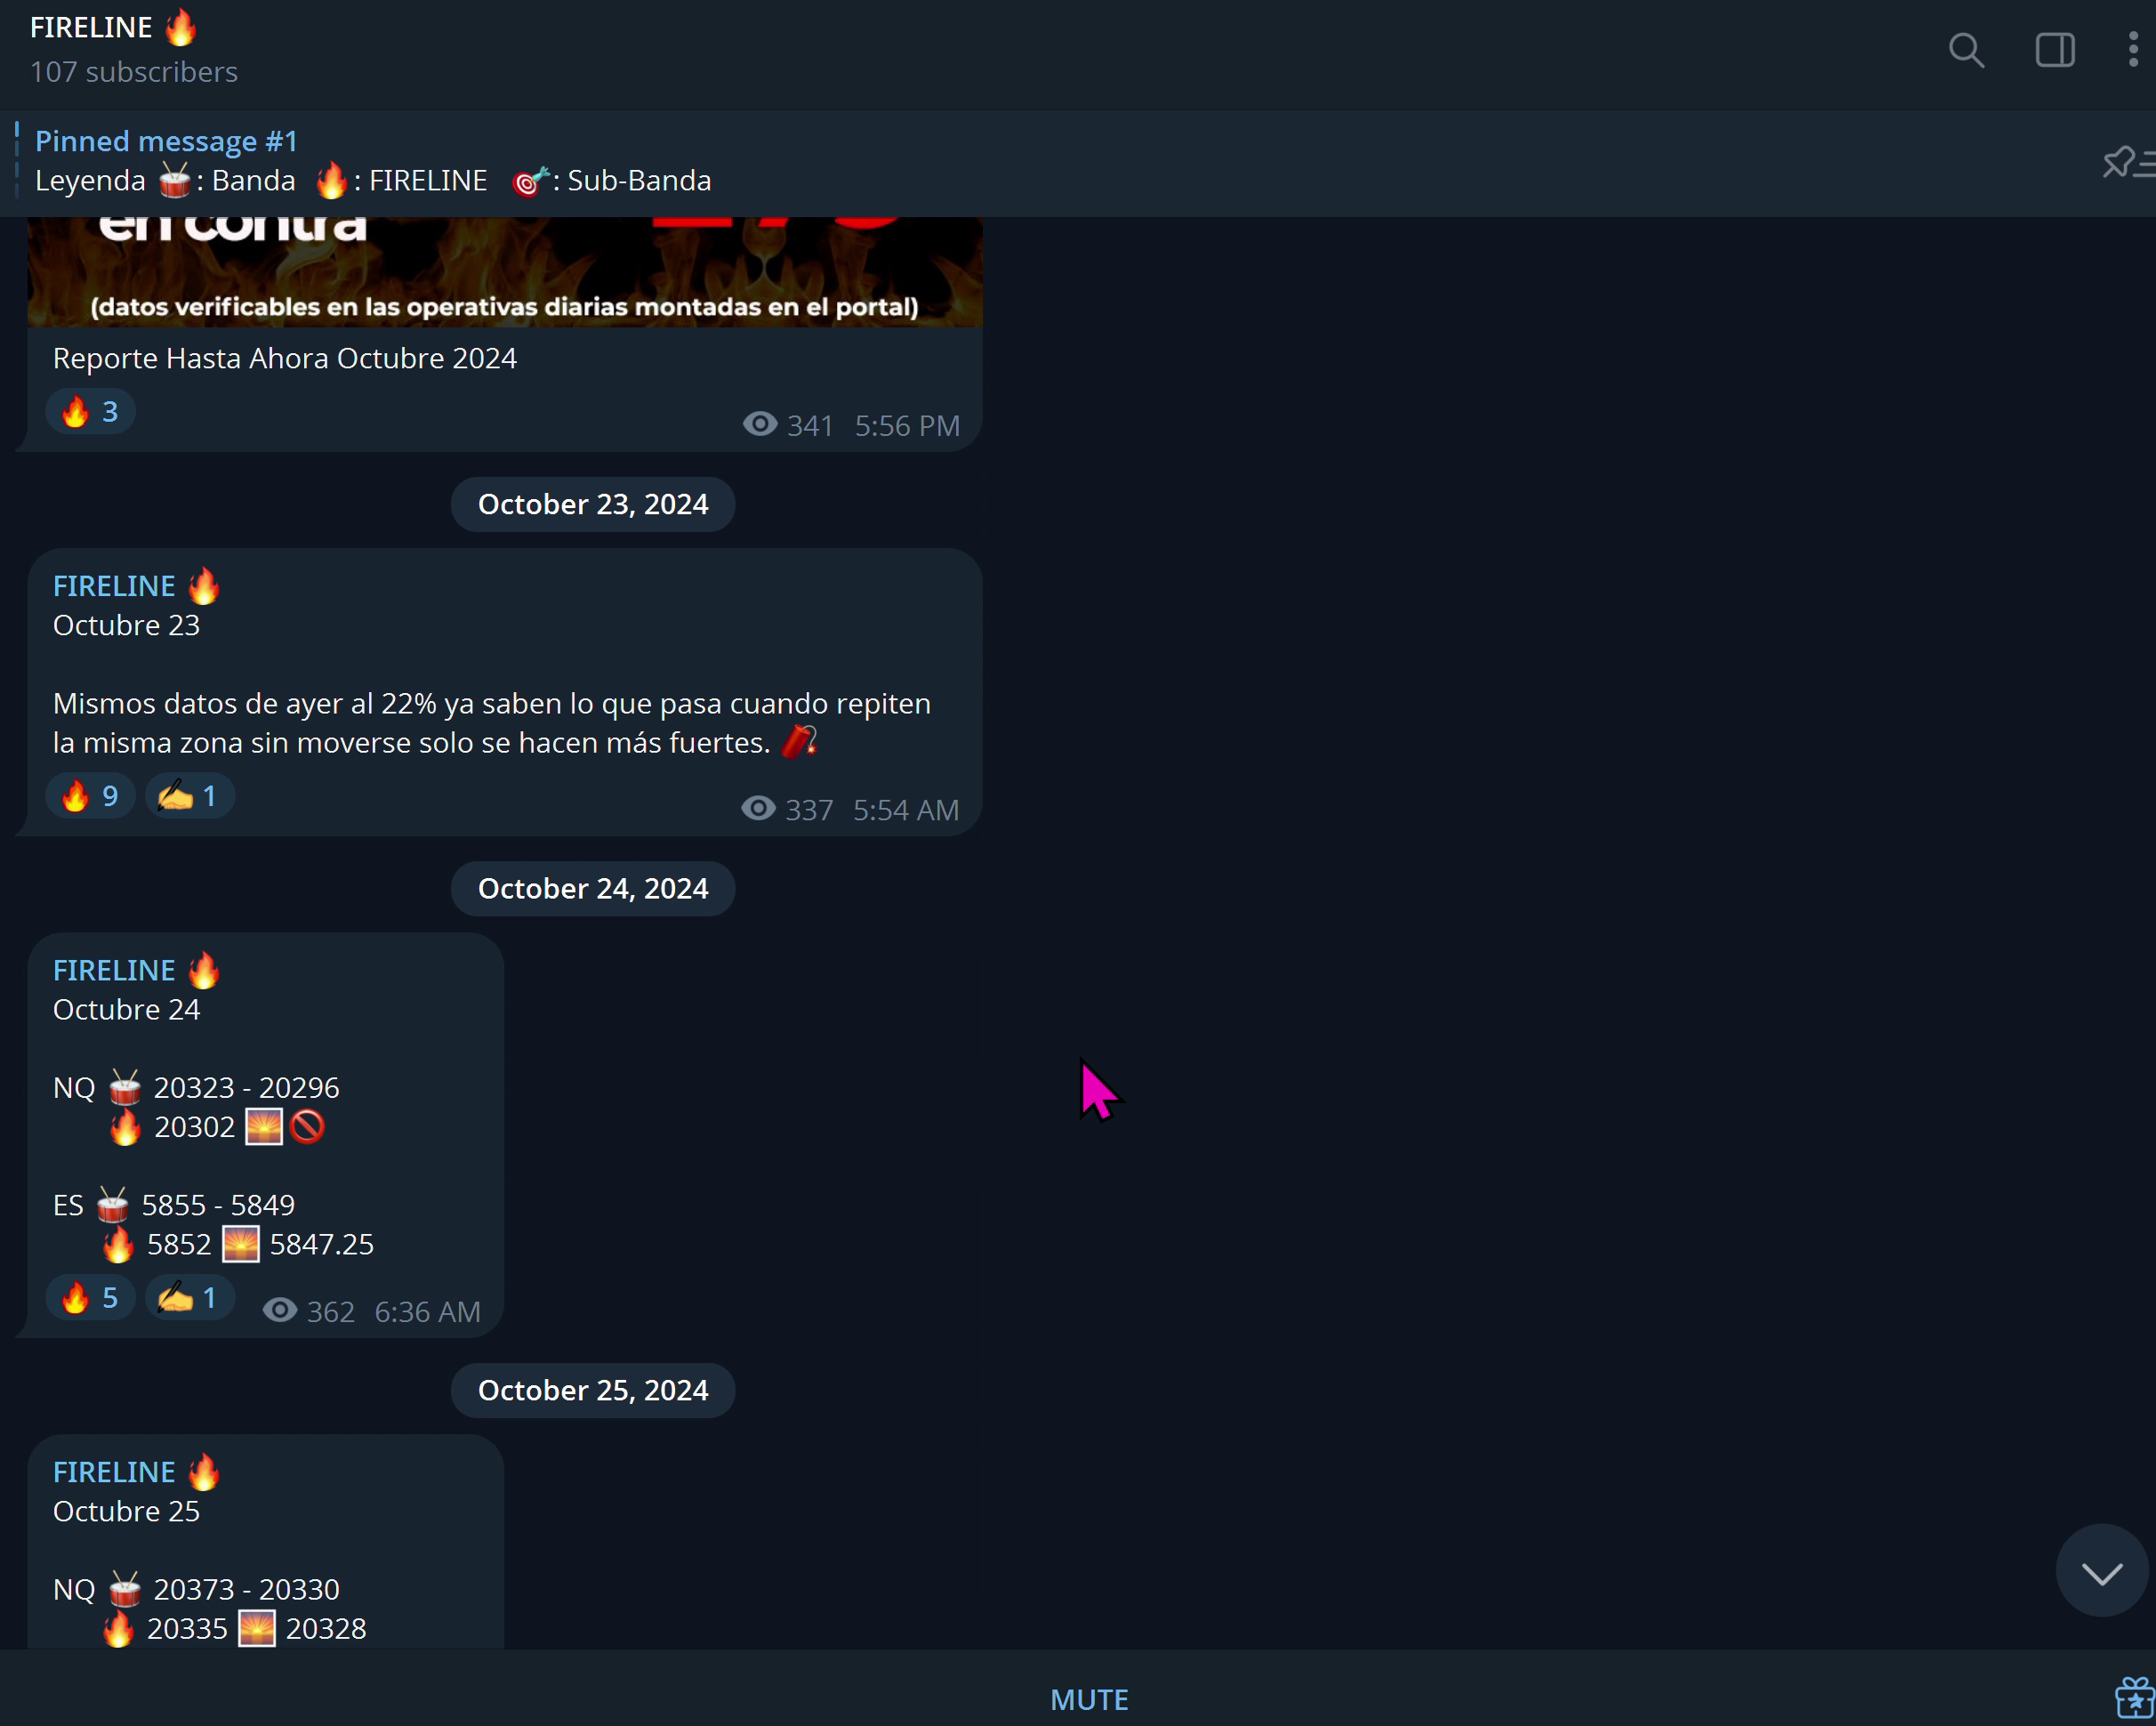 FIRELINE 🔥
107 subscribers
Pinned message #1
Leyenda 🥁: Banda 🔥: FIRELINE 🎯: Sub-Banda
en contra
(datos verificables en las operativas diarias montadas en el portal)
Reporte Hasta Ahora Octubre 2024
🔥 3
341 5:56 PM
October 23, 2024
FIRELINE 🔥
Octubre 23
Mismos datos de ayer al 22% ya saben lo que pasa cuando repiten
la misma zona sin moverse solo se hacen más fuertes. 🧨
🔥 9 ✍ 1
337 5:54 AM
October 24, 2024
FIRELINE 🔥
Octubre 24
NQ 🥁 20323 - 20296
🔥 20302 🌅🚫
ES 🥁 5855 - 5849
🔥 5852 🌅 5847.25
🔥 5 ✍ 1 362 6:36 AM
October 25, 2024
FIRELINE 🔥
Octubre 25
NQ 🥁 20373 - 20330
🔥 20335 🌅 20328
MUTE